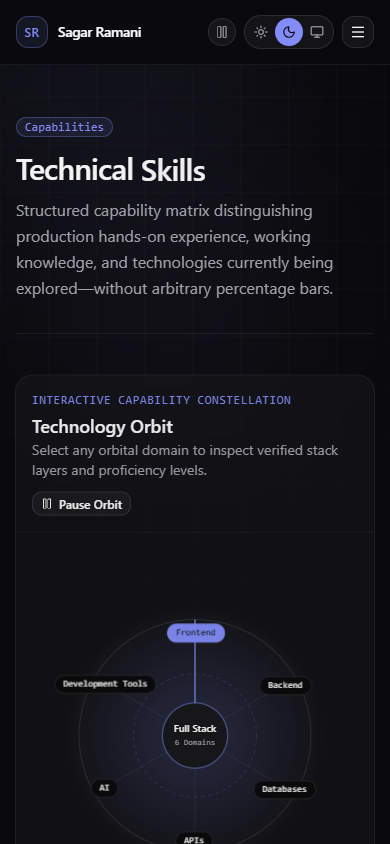 SR
Sagar Ramani
Capabilities
Technical Skills
Structured capability matrix distinguishing
production hands-on experience, working
knowledge, and technologies currently being
explored—without arbitrary percentage bars.
INTERACTIVE CAPABILITY CONSTELLATION
Technology Orbit
Select any orbital domain to inspect verified stack
layers and proficiency levels.
Pause Orbit
Frontend
Development Tools
Backend
Full Stack
6 Domains
AI
Databases
APIs